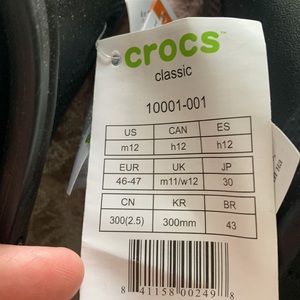 crocs™
classic
10001-001
US CAN ES
m12 h12 h12
EUR UK JP
46-47 m11/w12 30
CN KR BR
300(2.5) 300mm 43
8 41158 00249 8